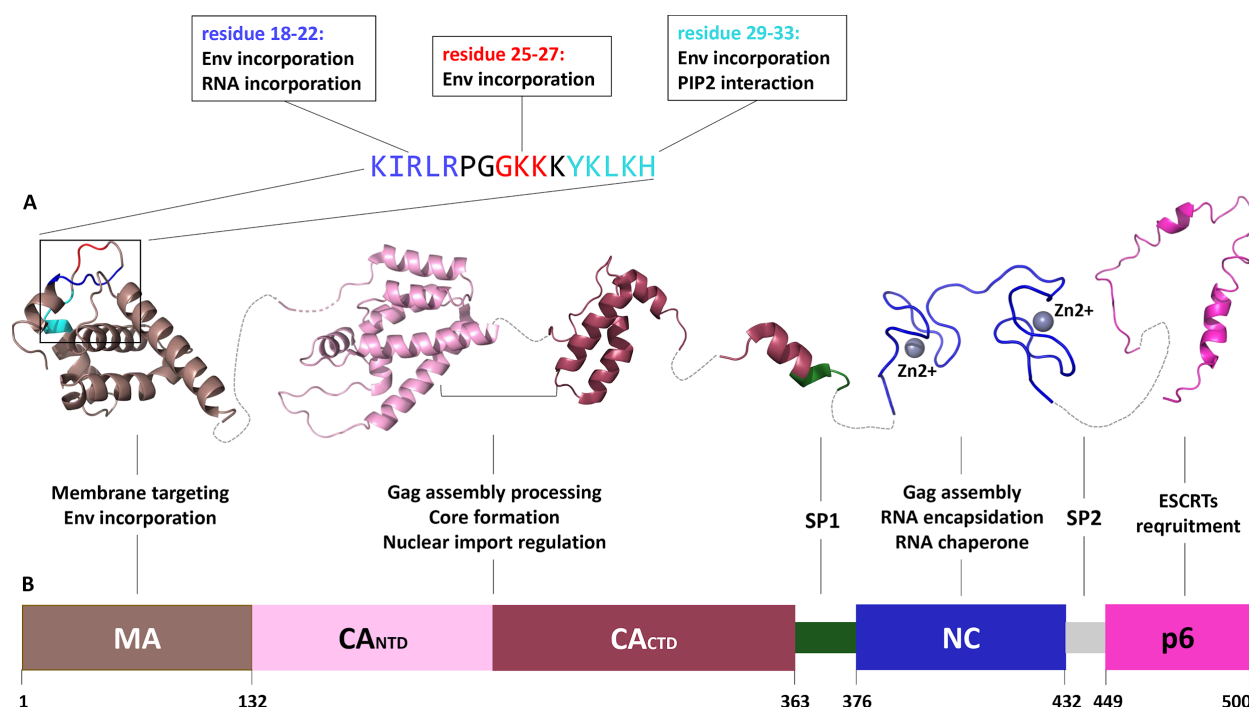 residue 18-22:
Env incorporation
RNA incorporation
residue 25-27:
Env incorporation
residue 29-33:
Env incorporation
PIP2 interaction
KIRLRPGGKKKYKLKH
A
Zn2+
Zn2+
Membrane targeting
Env incorporation
Gag assembly processing
Core formation
Nuclear import regulation
SP1
Gag assembly
RNA encapsidation
RNA chaperone
SP2
ESCRTs
reqruitment
B
MA
CANTD
CACTD
NC
p6
1
132
363
376
432
449
500